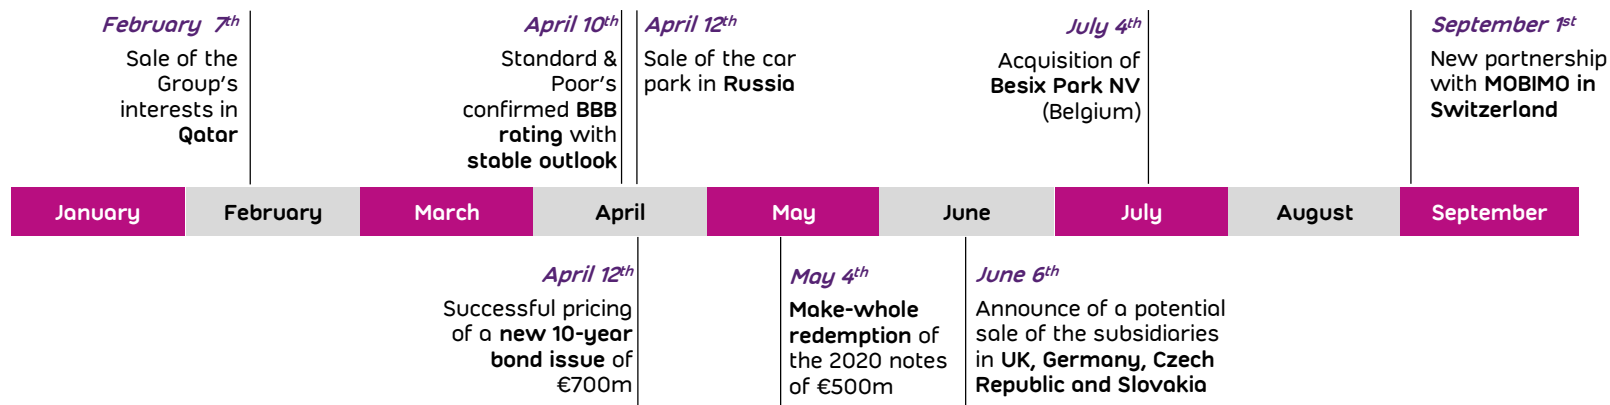 February 7th
Sale of the
Group's
interests in
Qatar
April 10th
Standard &
Poor's
confirmed BBB
rating with
stable outlook
April 12th
Sale of the car
park in Russia
July 4th
Acquisition of
Besix Park NV
(Belgium)
September 1st
New partnership
with MOBIMO in
Switzerland
January
February
March
April
May
June
July
August
September
April 12th
Successful pricing
of a new 10-year
bond issue of
€700m
May 4th
Make-whole
redemption of
the 2020 notes
of €500m
June 6th
Announce of a potential
sale of the subsidiaries
in UK, Germany, Czech
Republic and Slovakia